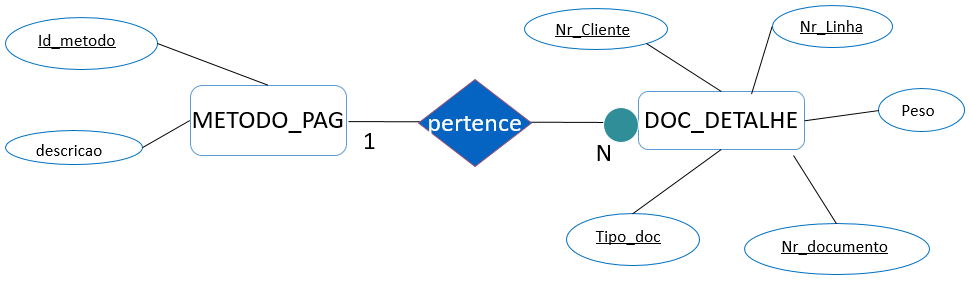 Id_metodo
Nr_Cliente
Nr_Linha
METODO_PAG
pertence
DOC_DETALHE
Peso
1
N
descricao
Tipo_doc
Nr_documento